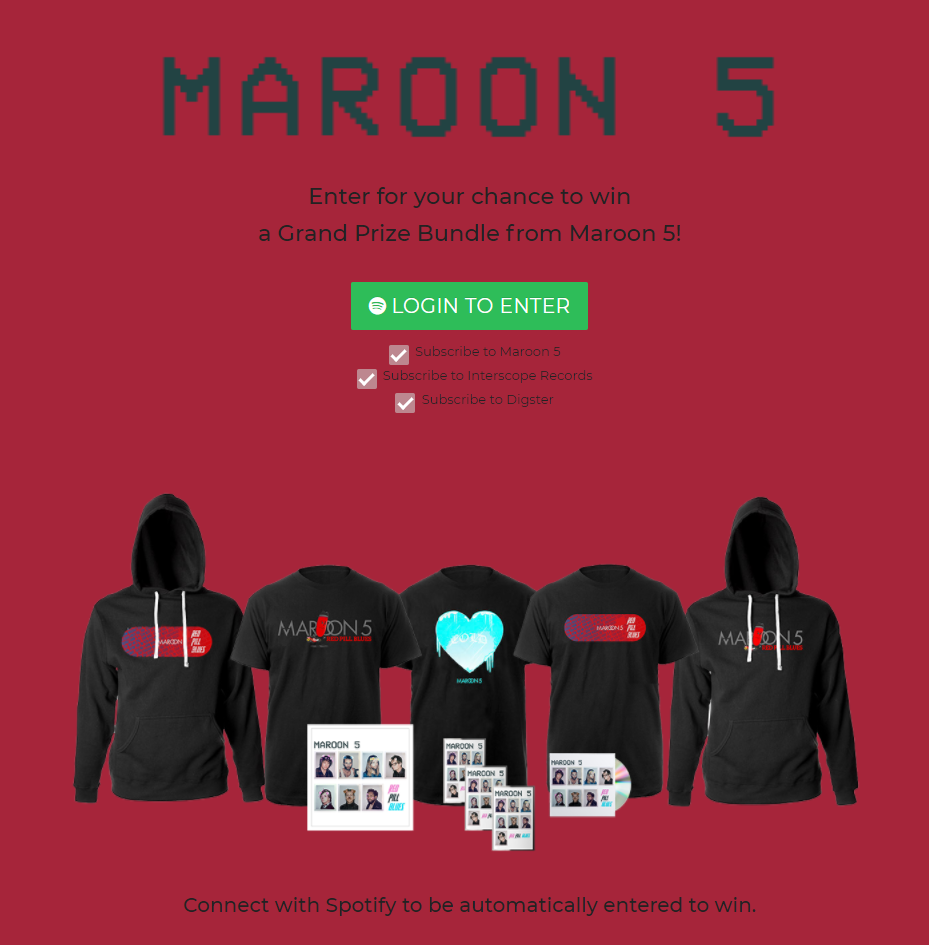 MAROON 5
Enter for your chance to win
a Grand Prize Bundle from Maroon 5!
LOGIN TO ENTER
Subscribe to Maroon 5
Subscribe to Interscope Records
Subscribe to Digster
MAROON
RED
PILL
BLUES
MAROON 5
RED PILL BLUES
MAROON 5
MAROON 5
RED
PILL
BLUES
MAROON 5
RED PILL BLUES
MAROON 5
RED
PILL
BLUES
MAROON 5
MAROON 5
MAROON 5
RED
PILL
BLUES
MAROON 5
RED
PILL
BLUES
Connect with Spotify to be automatically entered to win.